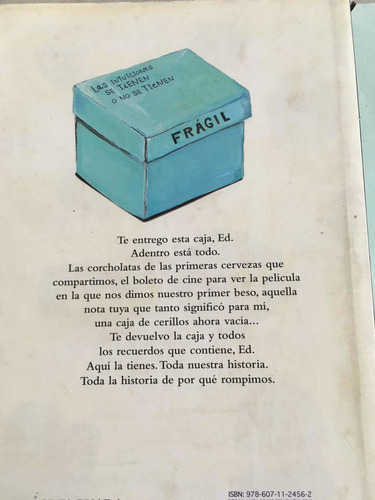 Las intuiciones
se tienen
o no se tienen
FRÁGIL
Te entrego esta caja, Ed.
Adentro está todo.
Las corcholatas de las primeras cervezas que
compartimos, el boleto de cine para ver la película
en la que nos dimos nuestro primer beso, aquella
nota tuya que tanto significó para mí,
una caja de cerillos ahora vacía...
Te devuelvo la caja y todos
los recuerdos que contiene, Ed.
Aquí la tienes. Toda nuestra historia.
Toda la historia de por qué rompimos.
ISBN: 978-607-11-2456-2